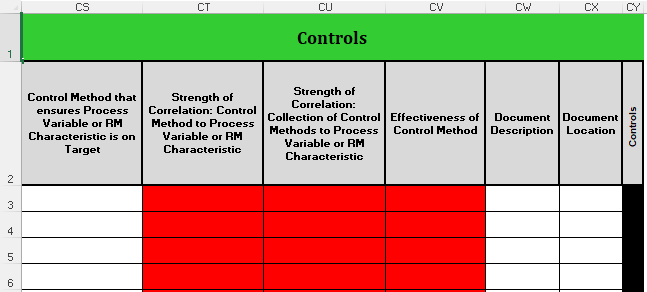 CS CT CU CV CW CX CY
1 Controls
Control Method that
ensures Process
Variable or RM
Characteristic is on
Target
Strength of
Correlation: Control
Method to Process
Variable or RM
Characteristic
Strength of
Correlation:
Collection of Control
Methods to Process
Variable or RM
Characteristic
Effectiveness of
Control Method
Document
Description
Document
Location
Controls
2
3
4
5
6